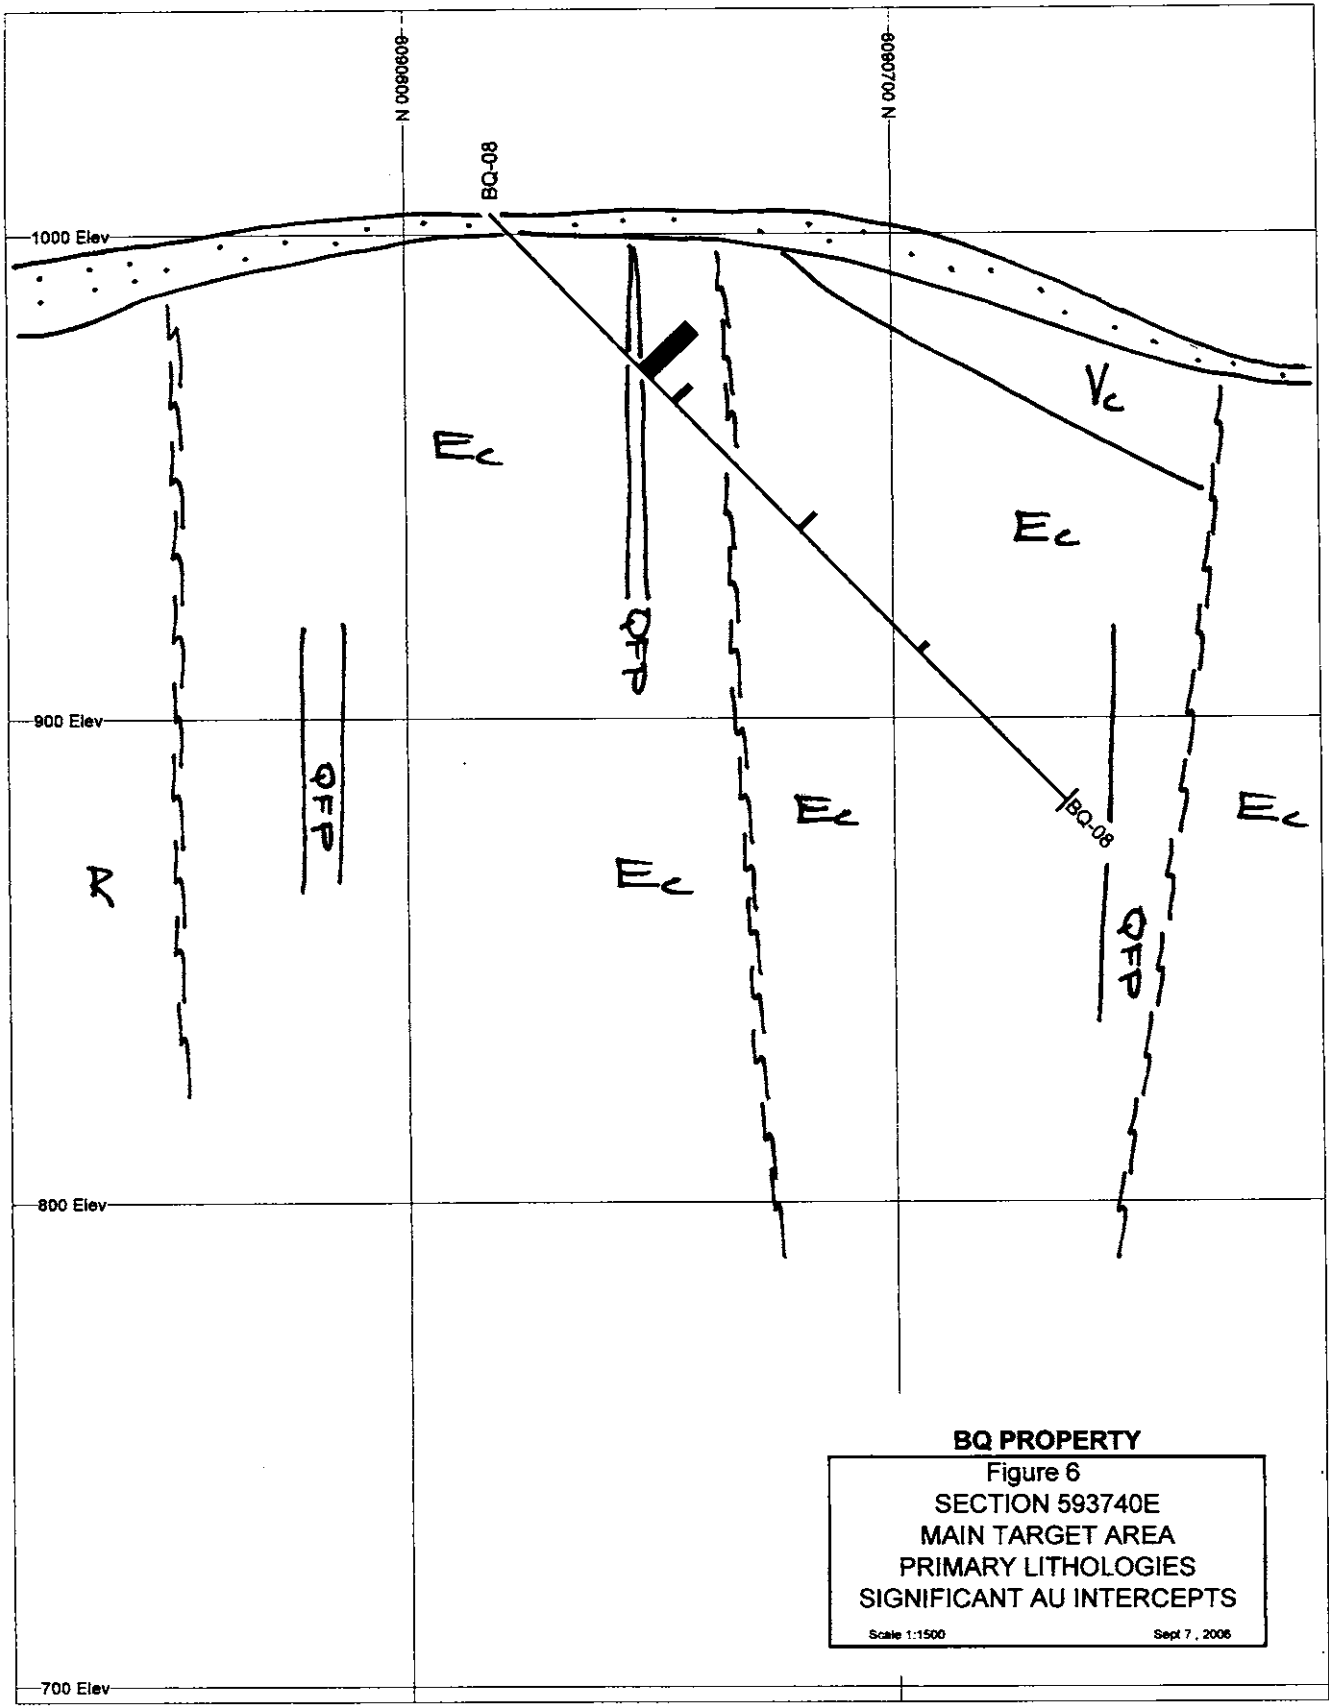 6090600 N
6090700 N
BQ-08
1000 Elev
Vc
Ec
Ec
QFP
900 Elev
QFP
Ec
Ec
BQ-08
Ec
R
QFP
800 Elev
BQ PROPERTY
Figure 6
SECTION 593740E
MAIN TARGET AREA
PRIMARY LITHOLOGIES
SIGNIFICANT AU INTERCEPTS
Scale 1:1500
Sept 7, 2006
700 Elev